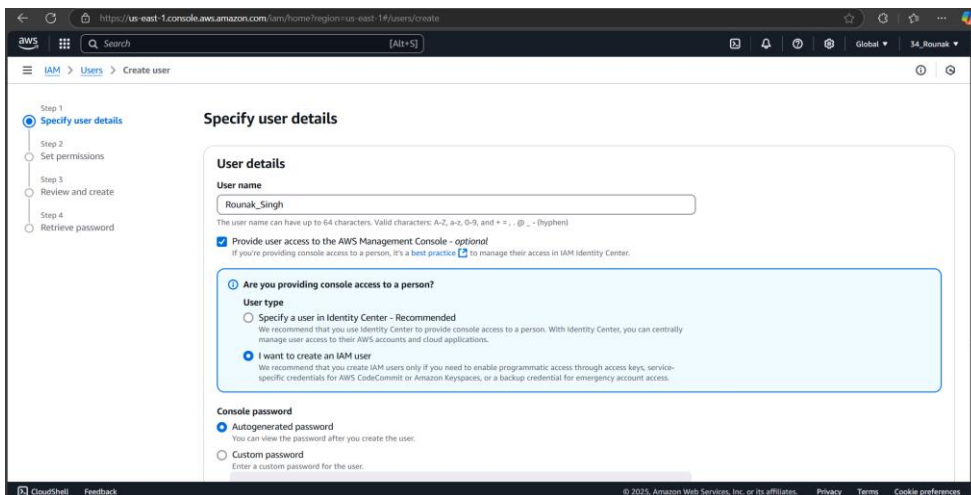 https://us-east-1.console.aws.amazon.com/iam/home?region=us-east-1#/users/create
aws
Search
[Alt+S]
Global
34_Rounak
IAM > Users > Create user
Step 1
Specify user details
Step 2
Set permissions
Step 3
Review and create
Step 4
Retrieve password
Specify user details
User details
User name
Rounak_Singh
The user name can have up to 64 characters. Valid characters: A-Z, a-z, 0-9, and + = , . @ _ - (hyphen)
Provide user access to the AWS Management Console - optional
If you're providing console access to a person, it's a best practice to manage their access in IAM Identity Center.
Are you providing console access to a person?
User type
Specify a user in Identity Center - Recommended
We recommend that you use Identity Center to provide console access to a person. With Identity Center, you can centrally
manage user access to their AWS accounts and cloud applications.
I want to create an IAM user
We recommend that you create IAM users only if you need to enable programmatic access through access keys, service-
specific credentials for AWS CodeCommit or Amazon Keyspaces, or a backup credential for emergency account access.
Console password
Autogenerated password
You can view the password after you create the user.
Custom password
Enter a custom password for the user.
CloudShell Feedback
© 2025, Amazon Web Services, Inc. or its affiliates. Privacy Terms Cookie preferences